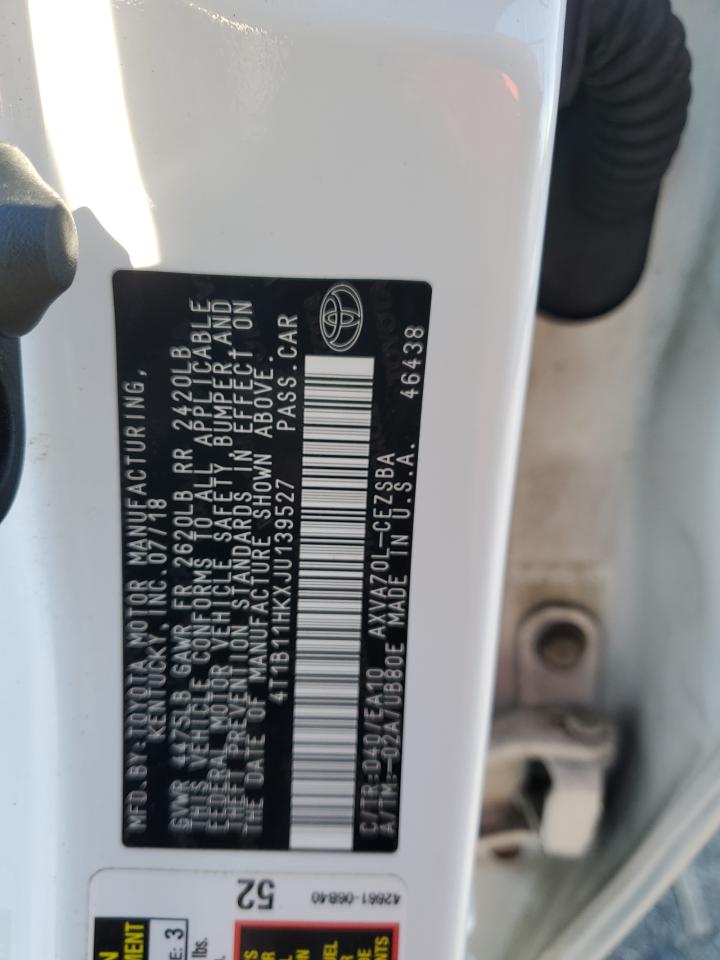 MFD.BY:TOYOTA MOTOR MANUFACTURING,
KENTUCKY, INC.07/18
GVWR 4475LB GAWR FR 2620LB RR 2420LB
THIS VEHICLE CONFORMS TO ALL APPLICABLE
FEDERAL MOTOR VEHICLE SAFETY, BUMPER, AND
THEFT PREVENTION STANDARDS IN EFFECT ON
THE DATE OF MANUFACTURE SHOWN ABOVE.
4T1B11HKXJU139527 PASS.CAR
C/TR:040/EA10 AXVA70L-CEZSBA
A/TM:-02A/UB80E MADE IN U.S.A. 46438
52
42661-06B40
3
lbs.